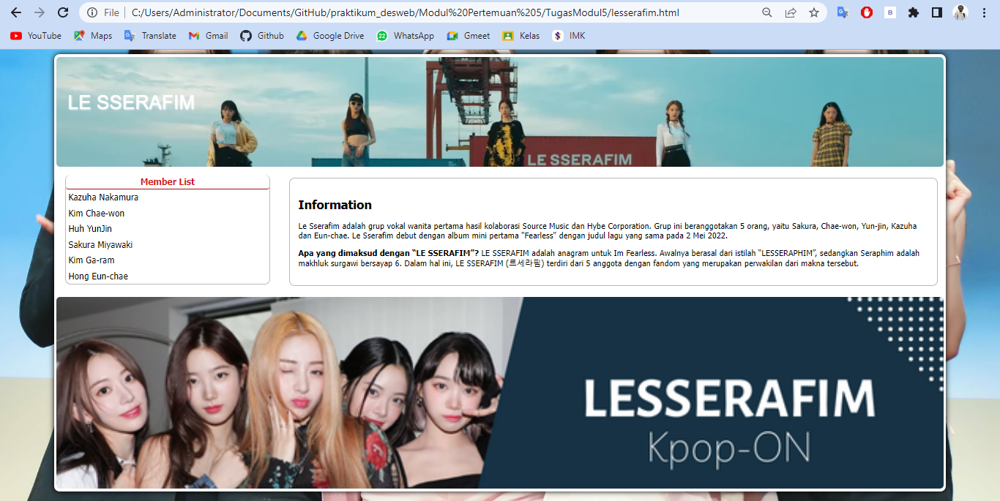 File
C:/Users/Administrator/Documents/GitHub/praktikum_desweb/Modul%20Pertemuan%205/TugasModul5/lesserafim.html
B
YouTube
Maps
Translate
Gmail
Github
Google Drive
22
WhatsApp
Gmeet
Kelas
IMK
LE SSERAFIM
LE SSERAFIM
Member List
Kazuha Nakamura
Kim Chae-won
Huh YunJin
Sakura Miyawaki
Kim Ga-ram
Hong Eun-chae
Information
Le Sserafim adalah grup vokal wanita pertama hasil kolaborasi Source Music dan Hybe Corporation. Grup ini beranggotakan 5 orang, yaitu Sakura, Chae-won, Yun-jin, Kazuha
dan Eun-chae. Le Sserafim debut dengan album mini pertama "Fearless" dengan judul lagu yang sama pada 2 Mei 2022.
Apa yang dimaksud dengan “LE SSERAFIM”? LE SSERAFIM adalah anagram untuk Im Fearless. Awalnya berasal dari istilah “LESSERAPHIM”, sedangkan Seraphim adalah
makhluk surgawi bersayap 6. Dalam hal ini, LE SSERAFIM (르세라핌) terdiri dari 5 anggota dengan fandom yang merupakan perwakilan dari makna tersebut.
LESSERAFIM
Kpop-ON